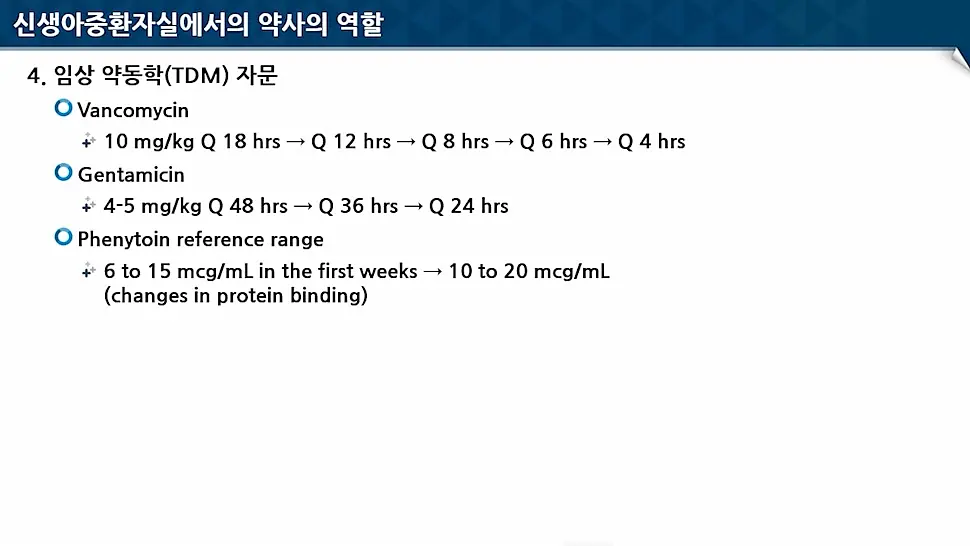 신생아중환자실에서의 약사의 역할
4. 임상 약동학(TDM) 자문
Vancomycin
10 mg/kg Q 18 hrs → Q 12 hrs → Q 8 hrs → Q 6 hrs → Q 4 hrs
Gentamicin
4-5 mg/kg Q 48 hrs → Q 36 hrs → Q 24 hrs
Phenytoin reference range
6 to 15 mcg/mL in the first weeks → 10 to 20 mcg/mL
(changes in protein binding)